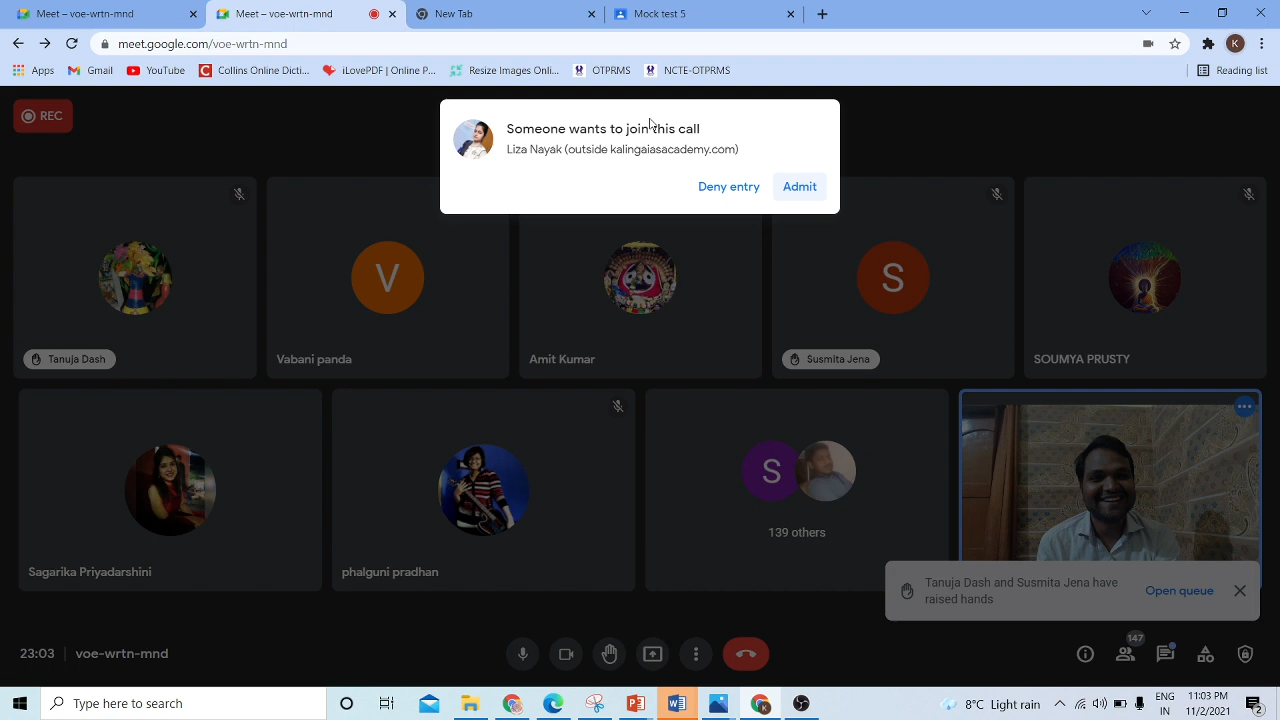 Meet - voe-wrtn-mnd
Meet - voe-wrtn-mnd
New Tab
Mock test 5
meet.google.com/voe-wrtn-mnd
K
Apps
Gmail
YouTube
Collins Online Dicti...
iLovePDF | Online P...
Resize Images Onli...
OTPRMS
NCTE-OTPRMS
Reading list
REC
Someone wants to join this call
Liza Nayak (outside kalingaiasacademy.com)
Deny entry
Admit
V
S
Tanuja Dash
Vabani panda
Amit Kumar
Susmita Jena
SOUMYA PRUSTY
S
139 others
Sagarika Priyadarshini
phalguni pradhan
Tanuja Dash and Susmita Jena have
raised hands
Open queue
23:03 | voe-wrtn-mnd
147
Type here to search
8°C Light rain
ENG
IN
11:03 PM
11/2/2021
2